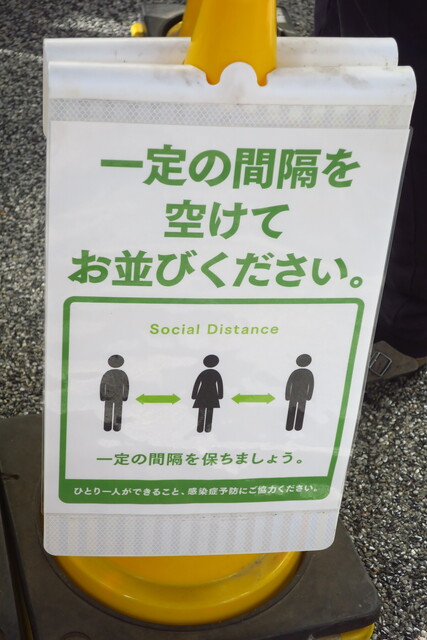 一定の間隔を
空けて
お並びください。
Social Distance
一定の間隔を保ちましょう。
ひとり一人ができること、感染症予防にご協力ください。